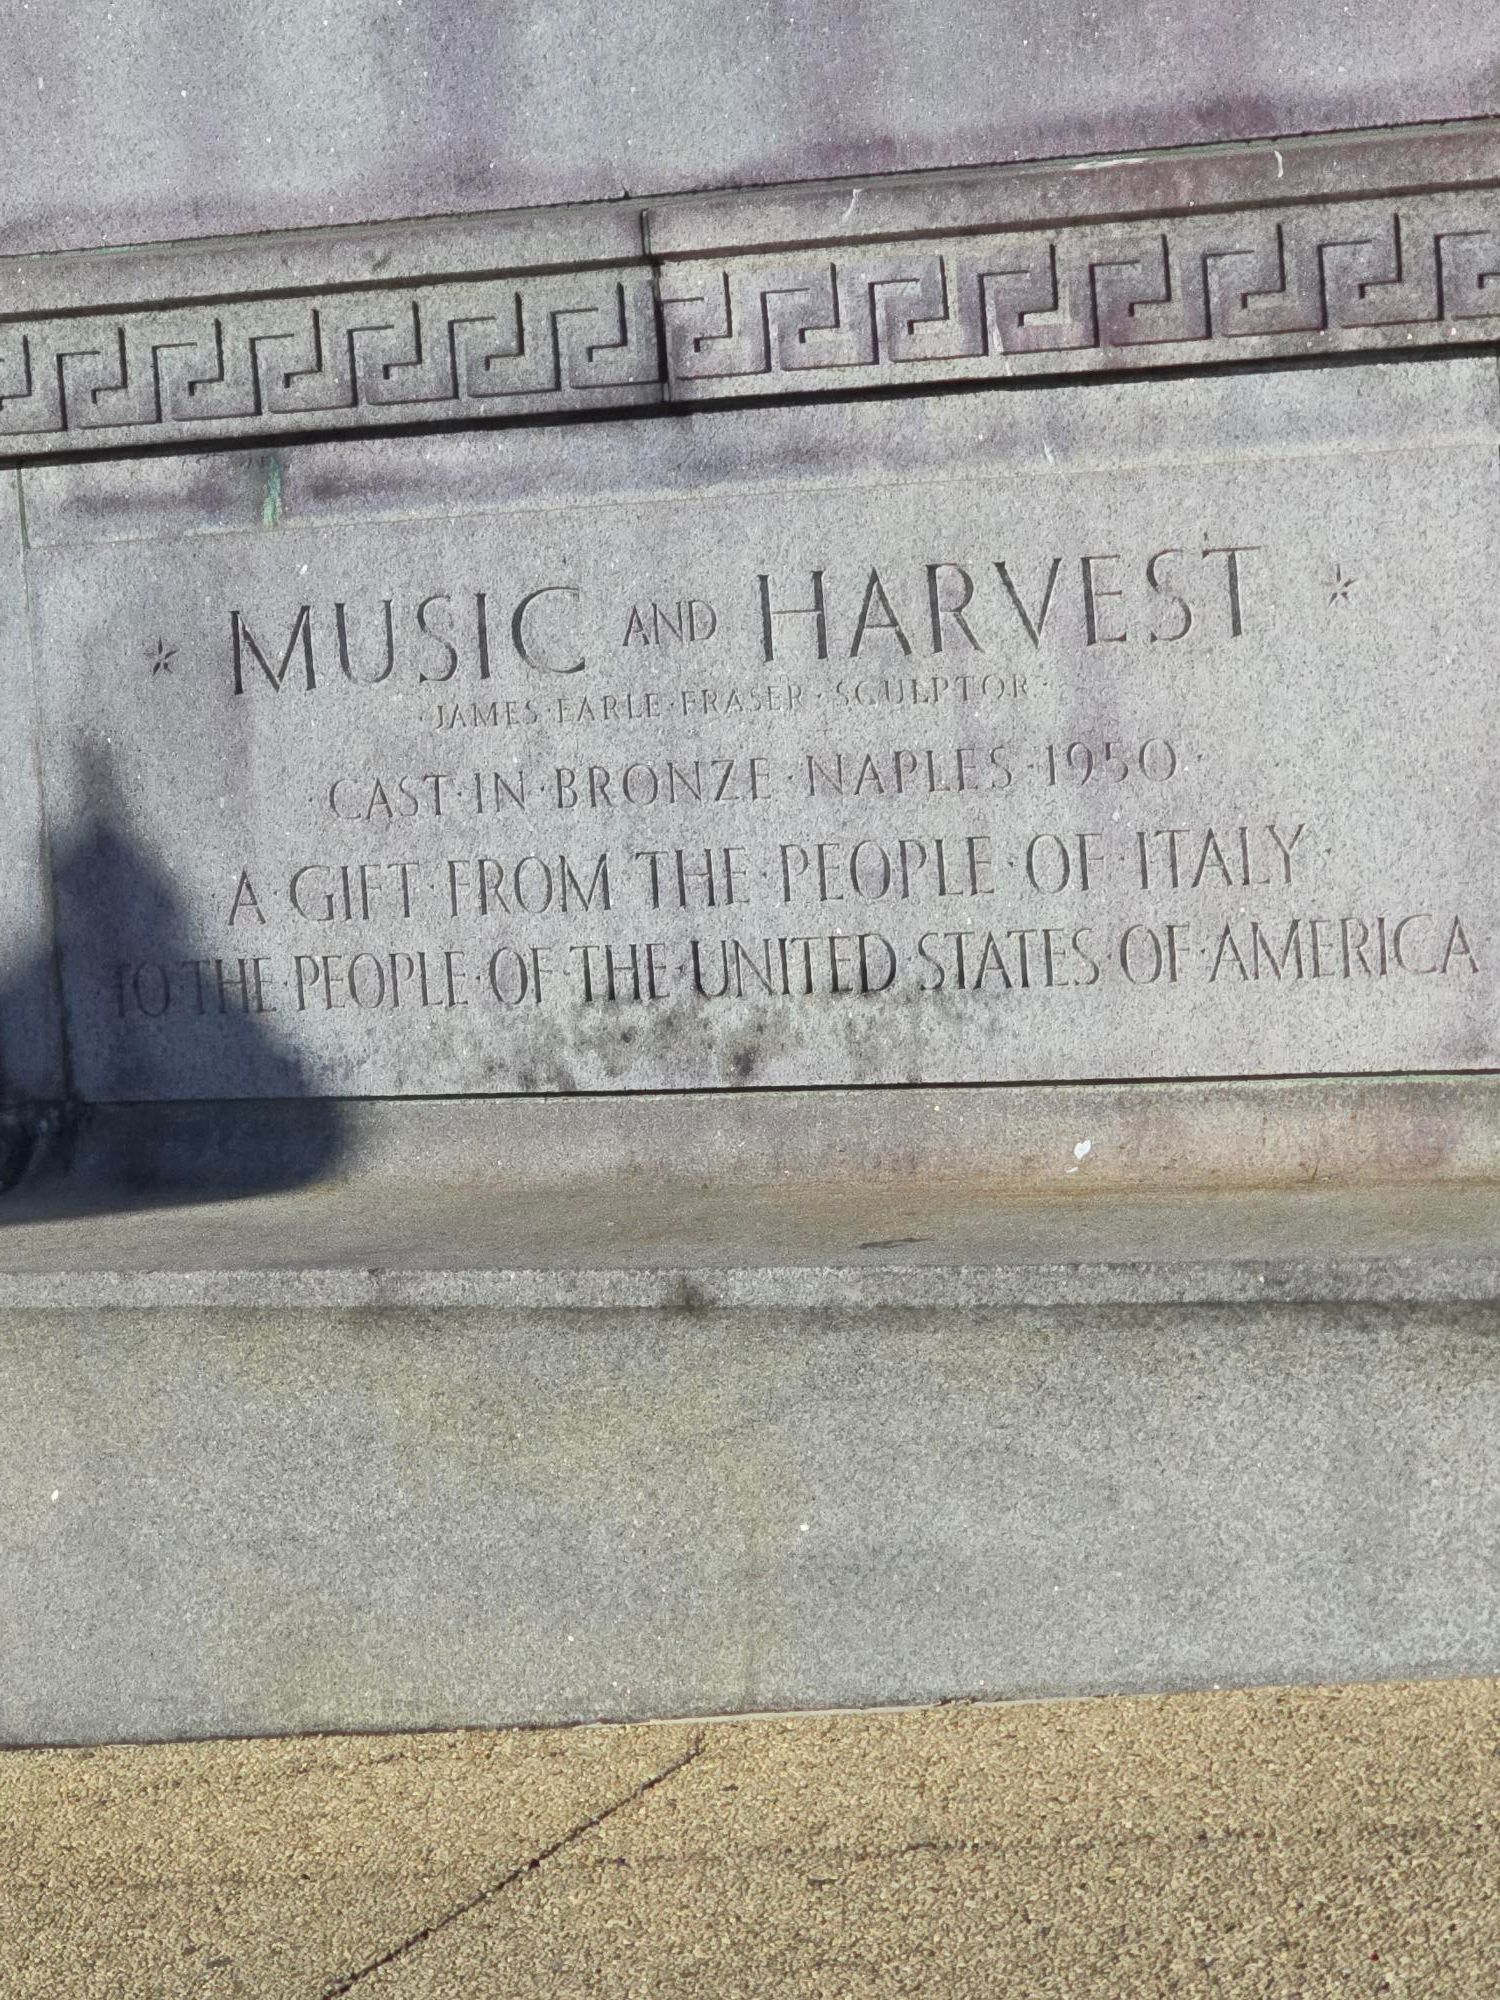 * MUSIC AND HARVEST *
·JAMES·EARLE·FRASER·SCULPTOR·
·CAST·IN·BRONZE·NAPLES·1950·
·A·GIFT·FROM·THE·PEOPLE·OF·ITALY·
·TO·THE·PEOPLE·OF·THE·UNITED·STATES·OF·AMERICA·